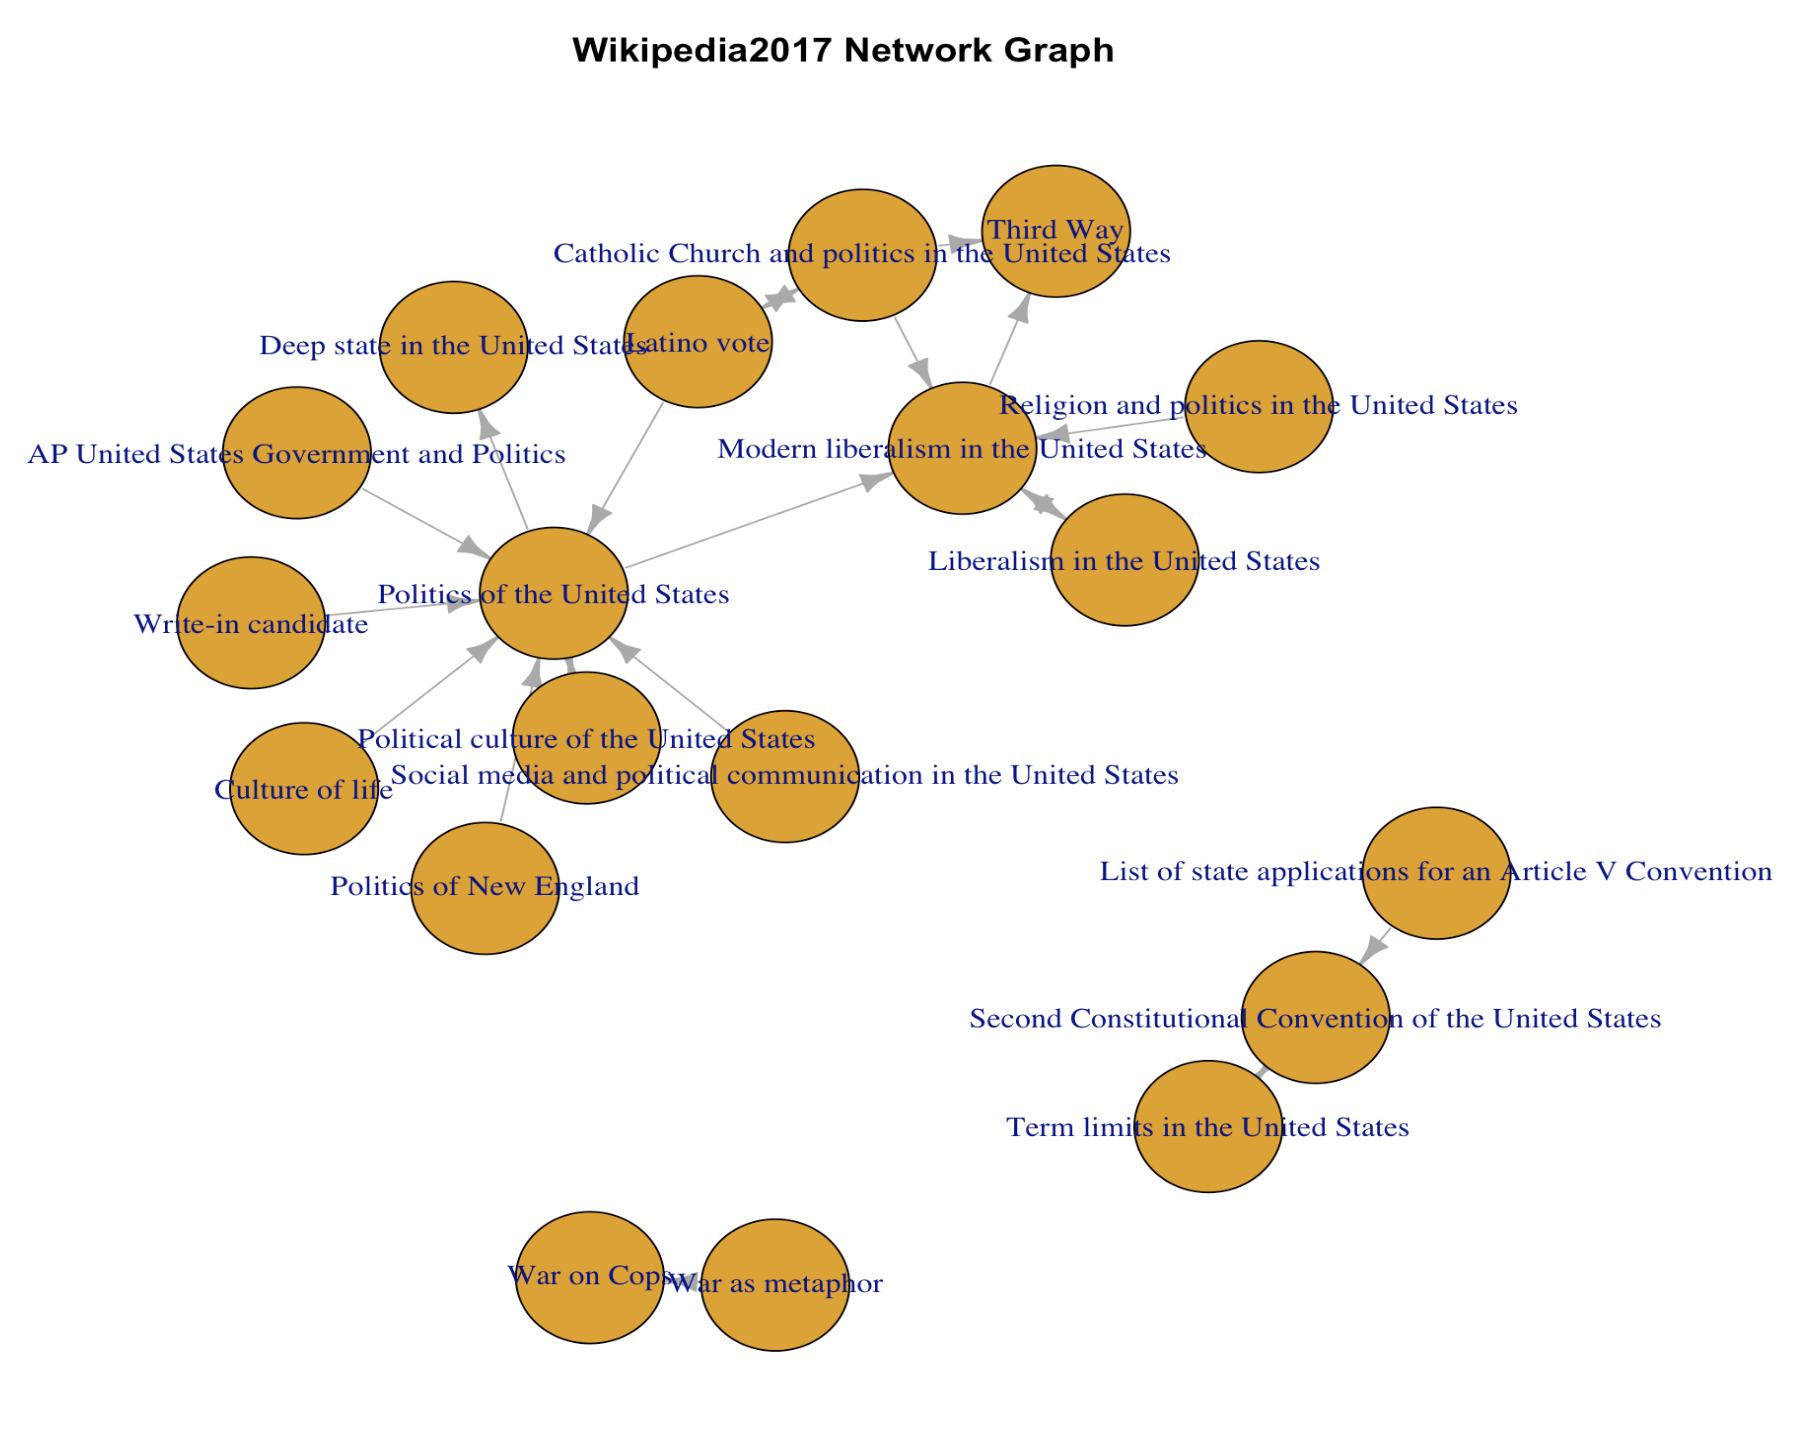 Wikipedia2017 Network Graph
Third Way
Catholic Church and politics in the United States
Deep state in the United States
Latino vote
Religion and politics in the United States
AP United States Government and Politics
Modern liberalism in the United States
Liberalism in the United States
Politics of the United States
Write-in candidate
Political culture of the United States
Social media and political communication in the United States
Culture of life
Politics of New England
List of state applications for an Article V Convention
Second Constitutional Convention of the United States
Term limits in the United States
War on Cops
War as metaphor